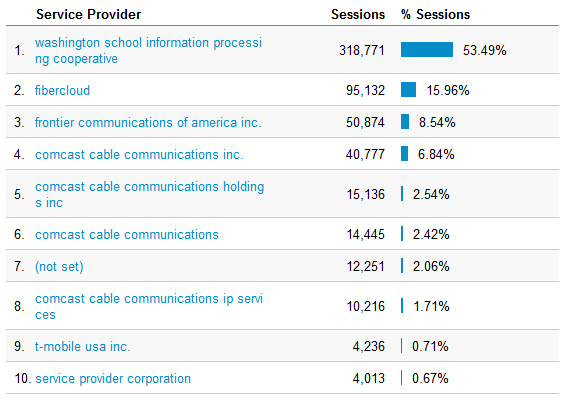 Service Provider Sessions % Sessions
1. washington school information processi
ng cooperative 318,771 53.49%
2. fibercloud 95,132 15.96%
3. frontier communications of america inc. 50,874 8.54%
4. comcast cable communications inc. 40,777 6.84%
5. comcast cable communications holding
s inc 15,136 2.54%
6. comcast cable communications 14,445 2.42%
7. (not set) 12,251 2.06%
8. comcast cable communications ip servi
ces 10,216 1.71%
9. t-mobile usa inc. 4,236 0.71%
10. service provider corporation 4,013 0.67%